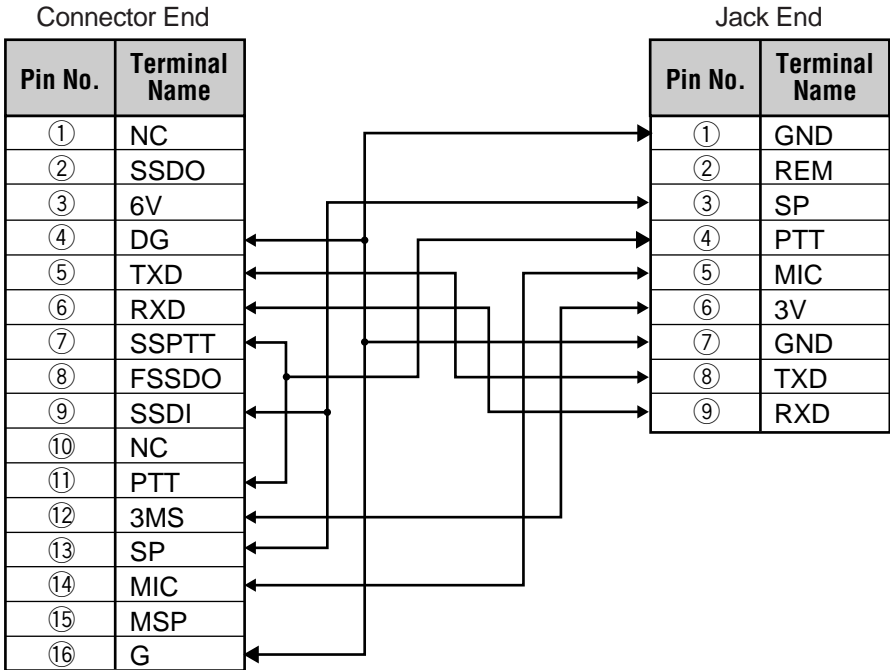 Connector End
Pin No. Terminal Name
① NC
② SSDO
③ 6V
④ DG
⑤ TXD
⑥ RXD
⑦ SSPTT
⑧ FSSDO
⑨ SSDI
⑩ NC
⑪ PTT
⑫ 3MS
⑬ SP
⑭ MIC
⑮ MSP
⑯ G
Jack End
Pin No. Terminal Name
① GND
② REM
③ SP
④ PTT
⑤ MIC
⑥ 3V
⑦ GND
⑧ TXD
⑨ RXD